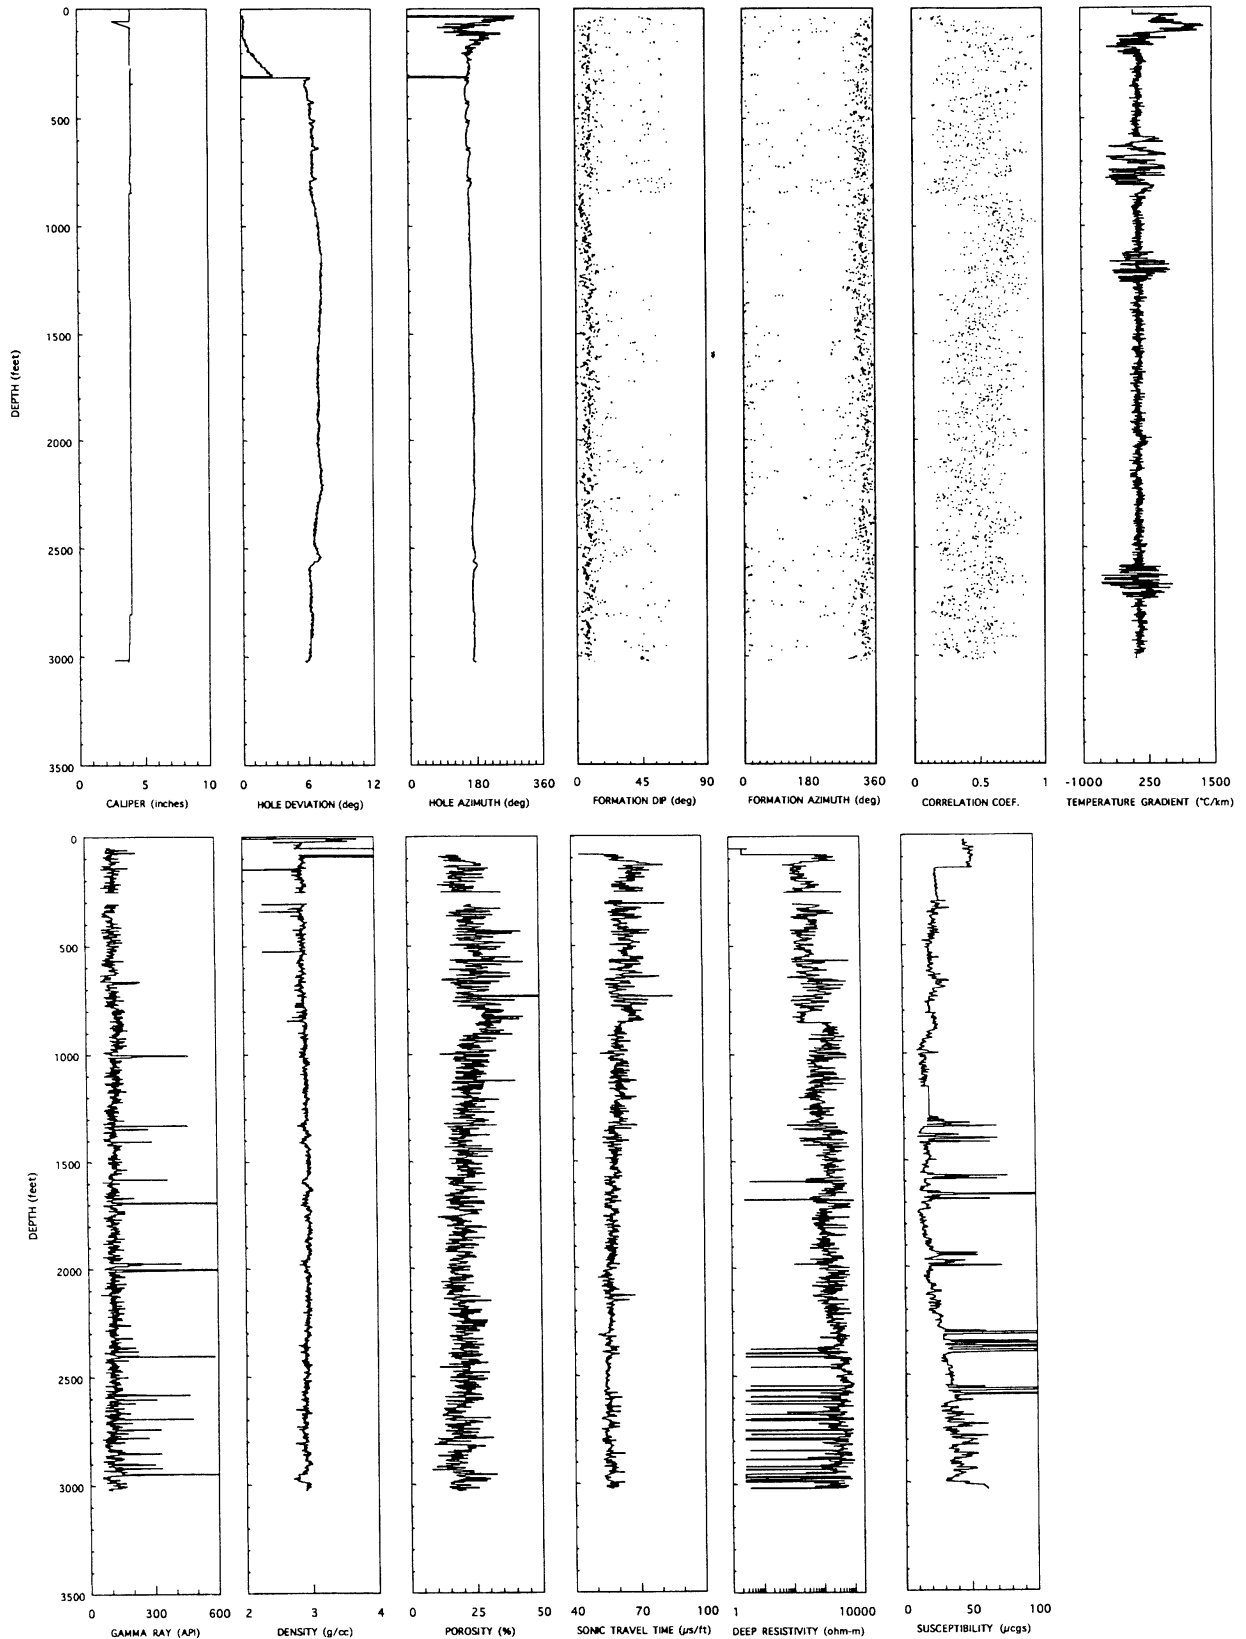 0
500
1000
1500
2000
2500
3000
3500
DEPTH (feet)
0 5 10
CALIPER (inches)
0 6 12
HOLE DEVIATION (deg)
0 180 360
HOLE AZIMUTH (deg)
0 45 90
FORMATION DIP (deg)
0 180 360
FORMATION AZIMUTH (deg)
0 0.5 1
CORRELATION COEF.
-1000 250 1500
TEMPERATURE GRADIENT (°C/km)
0
500
1000
1500
2000
2500
3000
3500
DEPTH (feet)
0 300 600
GAMMA RAY (API)
2 3 4
DENSITY (g/cc)
0 25 50
POROSITY (%)
40 70 100
SONIC TRAVEL TIME (µs/ft)
1 10000
DEEP RESISTIVITY (ohm-m)
0 50 100
SUSCEPTIBILITY (µcgs)